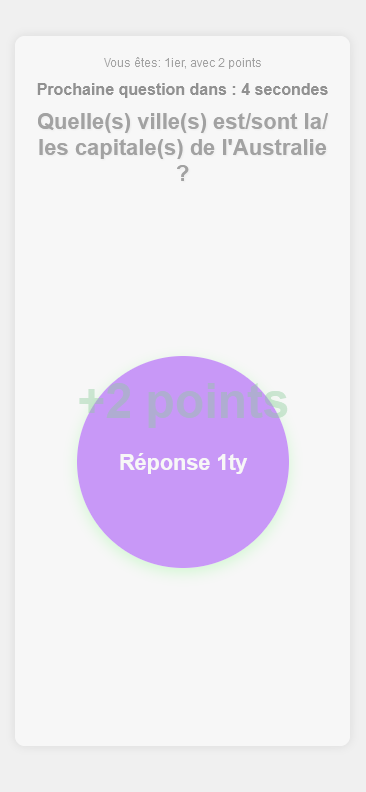 Vous êtes: 1ier, avec 2 points
Prochaine question dans : 4 secondes
Quelle(s) ville(s) est/sont la/
les capitale(s) de l'Australie
?
+2 points
Réponse 1ty